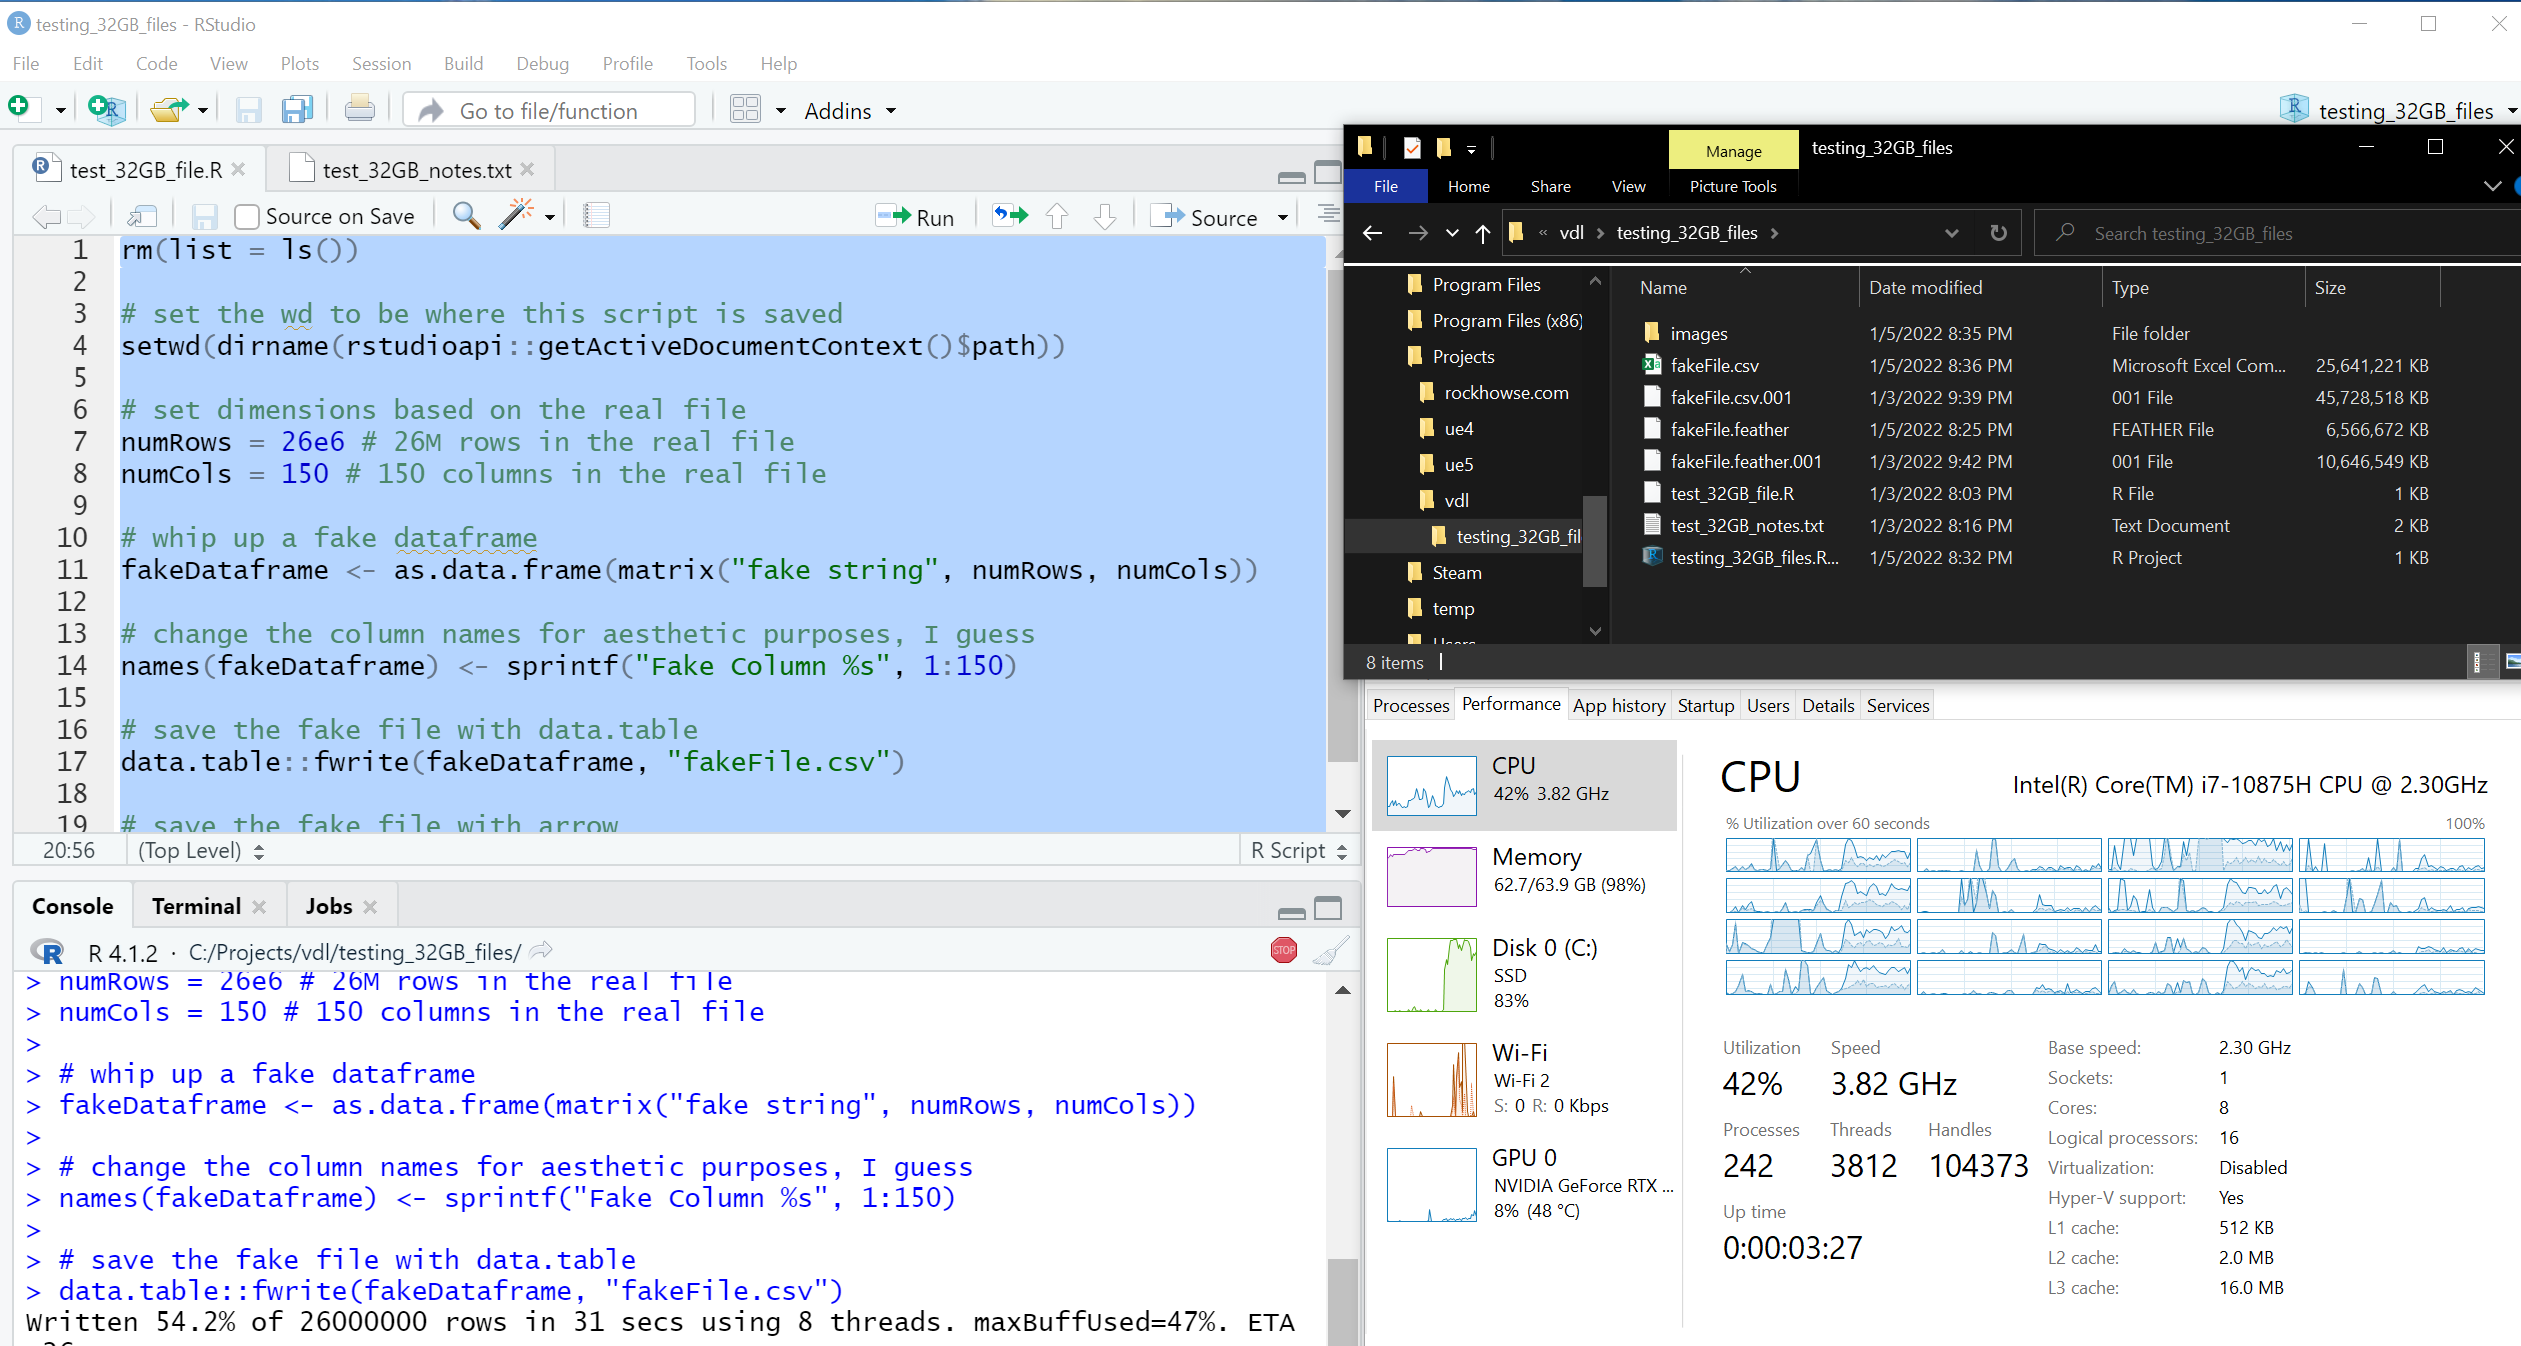 testing_32GB_files - RStudio
File Edit Code View Plots Session Build Debug Profile Tools Help
Go to file/function Addins testing_32GB_files
test_32GB_file.R test_32GB_notes.txt
Source on Save Run Source
1 rm(list = ls())
2
3 # set the wd to be where this script is saved
4 setwd(dirname(rstudioapi::getActiveDocumentContext()$path))
5
6 # set dimensions based on the real file
7 numRows = 26e6 # 26M rows in the real file
8 numCols = 150 # 150 columns in the real file
9
10 # whip up a fake dataframe
11 fakeDataframe <- as.data.frame(matrix("fake string", numRows, numCols))
12
13 # change the column names for aesthetic purposes, I guess
14 names(fakeDataframe) <- sprintf("Fake Column %s", 1:150)
15
16 # save the fake file with data.table
17 data.table::fwrite(fakeDataframe, "fakeFile.csv")
18
19 # save the fake file with arrow
20:56 (Top Level) R Script
Console Terminal Jobs
R 4.1.2 · C:/Projects/vdl/testing_32GB_files/
STOP
> numRows = 26e6 # 26M rows in the real file
> numCols = 150 # 150 columns in the real file
>
> # whip up a fake dataframe
> fakeDataframe <- as.data.frame(matrix("fake string", numRows, numCols))
>
> # change the column names for aesthetic purposes, I guess
> names(fakeDataframe) <- sprintf("Fake Column %s", 1:150)
>
> # save the fake file with data.table
> data.table::fwrite(fakeDataframe, "fakeFile.csv")
Written 54.2% of 26000000 rows in 31 secs using 8 threads. maxBuffUsed=47%. ETA
Manage testing_32GB_files
File Home Share View Picture Tools
« vdl > testing_32GB_files > Search testing_32GB_files
Program Files
Program Files (x86)
Projects
rockhowse.com
ue4
ue5
vdl
testing_32GB_fil
Steam
temp
Users
Name Date modified Type Size
images 1/5/2022 8:35 PM File folder
fakeFile.csv 1/5/2022 8:36 PM Microsoft Excel Com... 25,641,221 KB
fakeFile.csv.001 1/3/2022 9:39 PM 001 File 45,728,518 KB
fakeFile.feather 1/5/2022 8:25 PM FEATHER File 6,566,672 KB
fakeFile.feather.001 1/3/2022 9:42 PM 001 File 10,646,549 KB
test_32GB_file.R 1/3/2022 8:03 PM R File 1 KB
test_32GB_notes.txt 1/3/2022 8:16 PM Text Document 2 KB
testing_32GB_files.R... 1/5/2022 8:32 PM R Project 1 KB
8 items
Processes Performance App history Startup Users Details Services
CPU
42% 3.82 GHz
Memory
62.7/63.9 GB (98%)
Disk 0 (C:)
SSD
83%
Wi-Fi
Wi-Fi 2
S: 0 R: 0 Kbps
GPU 0
NVIDIA GeForce RTX ...
8% (48 °C)
CPU Intel(R) Core(TM) i7-10875H CPU @ 2.30GHz
% Utilization over 60 seconds 100%
Utilization Speed
42% 3.82 GHz
Processes Threads Handles
242 3812 104373
Up time
0:00:03:27
Base speed: 2.30 GHz
Sockets: 1
Cores: 8
Logical processors: 16
Virtualization: Disabled
Hyper-V support: Yes
L1 cache: 512 KB
L2 cache: 2.0 MB
L3 cache: 16.0 MB